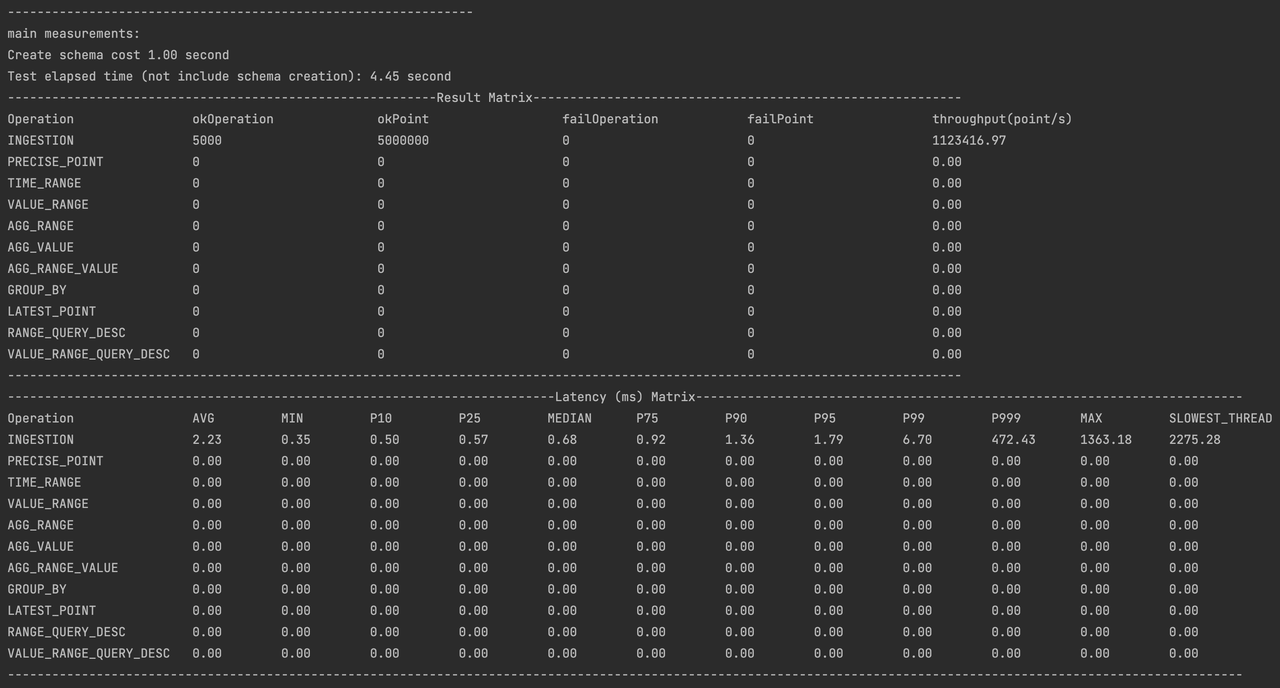 ---------------------------------------------------------------
main measurements:
Create schema cost 1.00 second
Test elapsed time (not include schema creation): 4.45 second
----------------------------------------------------------Result Matrix----------------------------------------------------------
Operation okOperation okPoint failOperation failPoint throughput(point/s)
INGESTION 5000 5000000 0 0 1123416.97
PRECISE_POINT 0 0 0 0 0.00
TIME_RANGE 0 0 0 0 0.00
VALUE_RANGE 0 0 0 0 0.00
AGG_RANGE 0 0 0 0 0.00
AGG_VALUE 0 0 0 0 0.00
AGG_RANGE_VALUE 0 0 0 0 0.00
GROUP_BY 0 0 0 0 0.00
LATEST_POINT 0 0 0 0 0.00
RANGE_QUERY_DESC 0 0 0 0 0.00
VALUE_RANGE_QUERY_DESC 0 0 0 0 0.00
---------------------------------------------------------------------------------------------------------------------------------
--------------------------------------------------------------------------Latency (ms) Matrix--------------------------------------------------------------------------
Operation AVG MIN P10 P25 MEDIAN P75 P90 P95 P99 P999 MAX SLOWEST_THREAD
INGESTION 2.23 0.35 0.50 0.57 0.68 0.92 1.36 1.79 6.70 472.43 1363.18 2275.28
PRECISE_POINT 0.00 0.00 0.00 0.00 0.00 0.00 0.00 0.00 0.00 0.00 0.00 0.00
TIME_RANGE 0.00 0.00 0.00 0.00 0.00 0.00 0.00 0.00 0.00 0.00 0.00 0.00
VALUE_RANGE 0.00 0.00 0.00 0.00 0.00 0.00 0.00 0.00 0.00 0.00 0.00 0.00
AGG_RANGE 0.00 0.00 0.00 0.00 0.00 0.00 0.00 0.00 0.00 0.00 0.00 0.00
AGG_VALUE 0.00 0.00 0.00 0.00 0.00 0.00 0.00 0.00 0.00 0.00 0.00 0.00
AGG_RANGE_VALUE 0.00 0.00 0.00 0.00 0.00 0.00 0.00 0.00 0.00 0.00 0.00 0.00
GROUP_BY 0.00 0.00 0.00 0.00 0.00 0.00 0.00 0.00 0.00 0.00 0.00 0.00
LATEST_POINT 0.00 0.00 0.00 0.00 0.00 0.00 0.00 0.00 0.00 0.00 0.00 0.00
RANGE_QUERY_DESC 0.00 0.00 0.00 0.00 0.00 0.00 0.00 0.00 0.00 0.00 0.00 0.00
VALUE_RANGE_QUERY_DESC 0.00 0.00 0.00 0.00 0.00 0.00 0.00 0.00 0.00 0.00 0.00 0.00
-----------------------------------------------------------------------------------------------------------------------------------------------------------------------